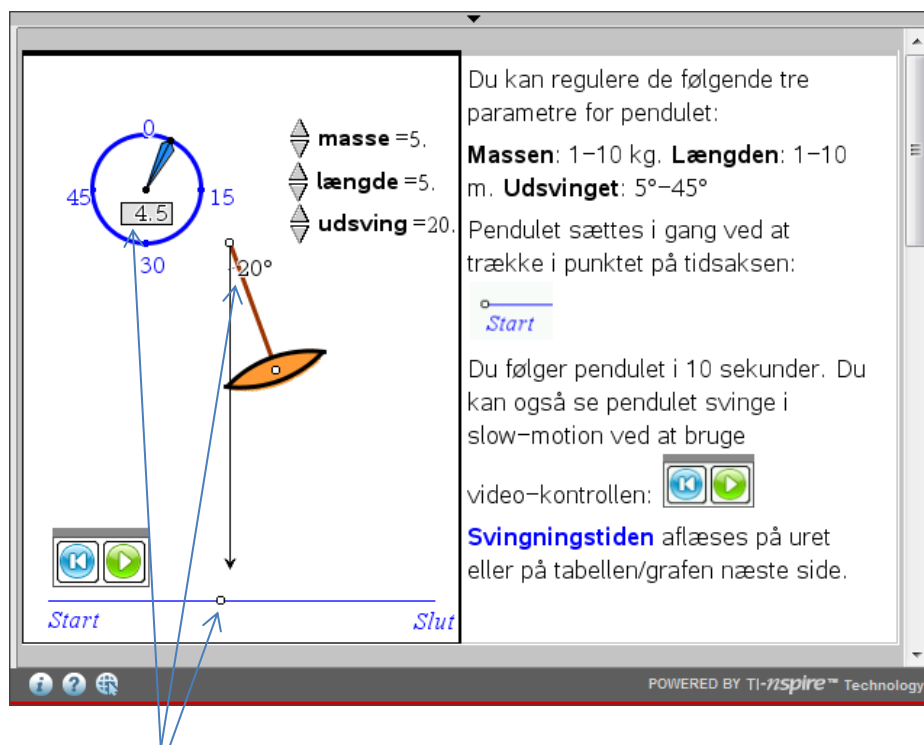 0
15
30
45
4.5
masse =5.
længde =5.
udsving =20.
20°
Start
Slut
Du kan regulere de følgende tre
parametre for pendulet:
Massen: 1–10 kg. Længden: 1–10
m. Udsvinget: 5°–45°
Pendulet sættes i gang ved at
trække i punktet på tidsaksen:
Start
Du følger pendulet i 10 sekunder. Du
kan også se pendulet svinge i
slow–motion ved at bruge
video–kontrollen:
Svingningstiden aflæses på uret
eller på tabellen/grafen næste side.
POWERED BY TI-nspire™ Technology